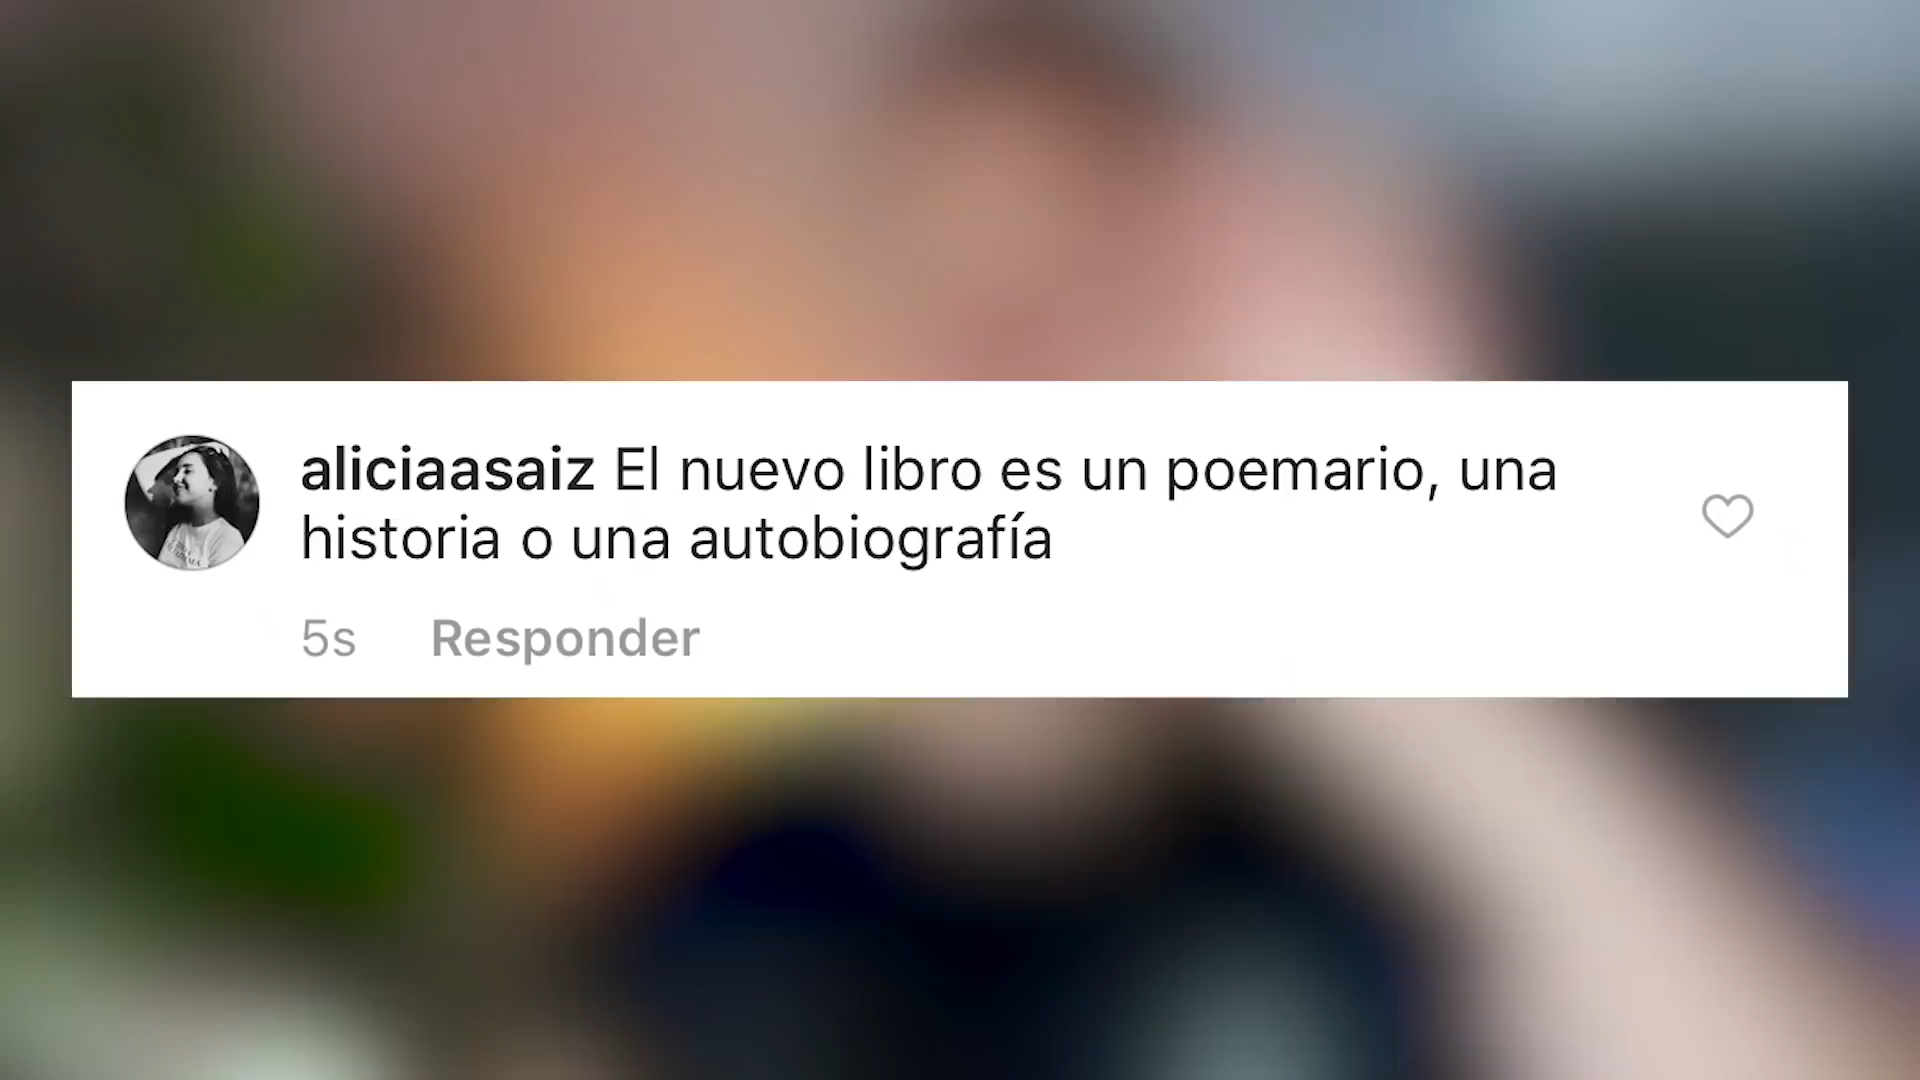 aliciaasaiz El nuevo libro es un poemario, una
historia o una autobiografía
5s Responder